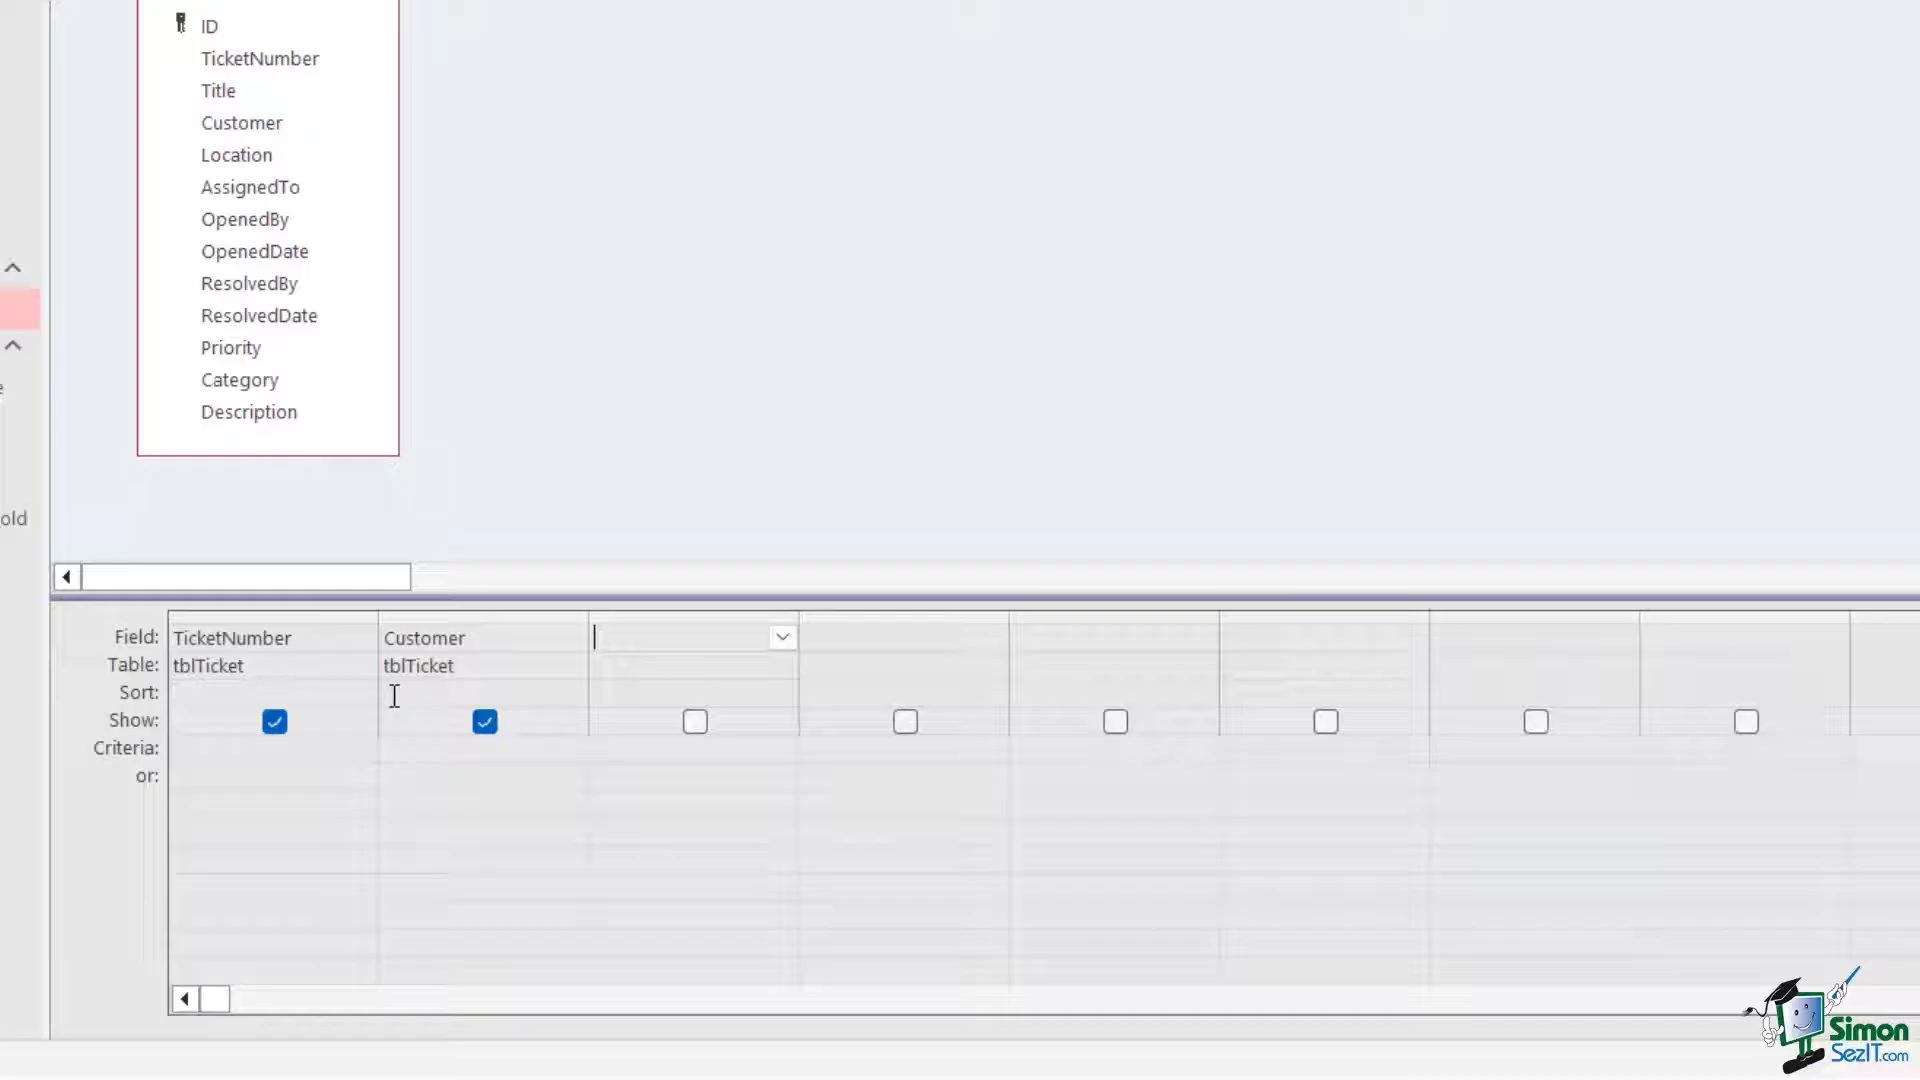 ID
TicketNumber
Title
Customer
Location
AssignedTo
OpenedBy
OpenedDate
ResolvedBy
ResolvedDate
Priority
Category
Description
e
old
Field: TicketNumber Customer
Table: tblTicket tblTicket
Sort:
Show:
Criteria:
or:
Simon
SezIT.com